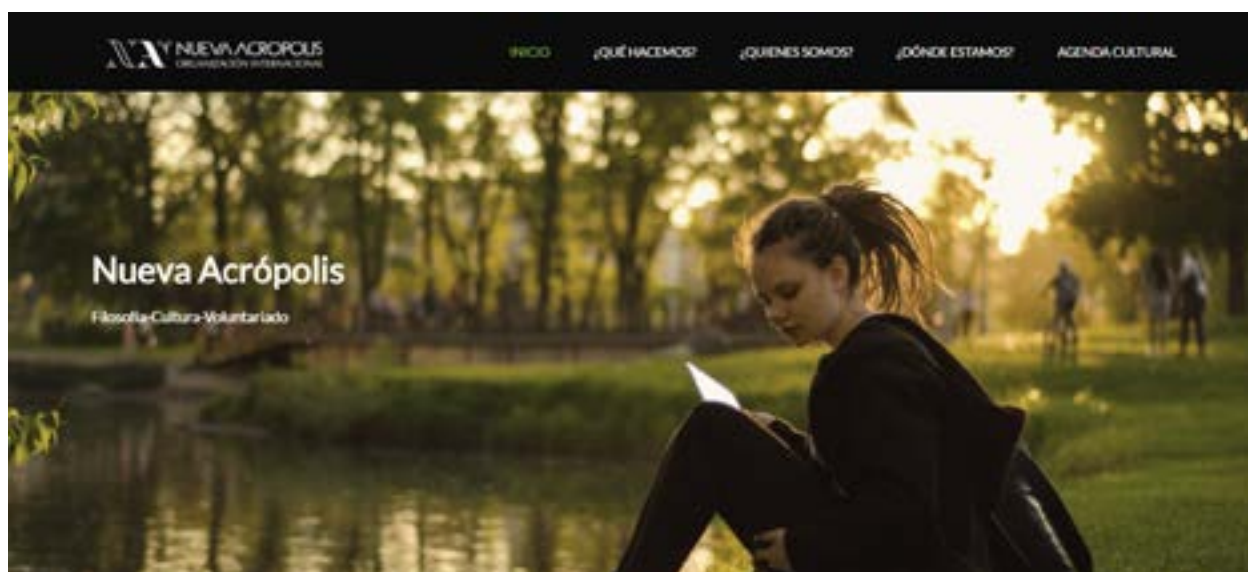 NUEVA ACROPOLIS
ORGANIZACIÓN INTERNACIONAL
INICIO
¿QUÉ HACEMOS?
¿QUIENES SOMOS?
¿DÓNDE ESTAMOS?
AGENDA CULTURAL
Nueva Acrópolis
Filosofía-Cultura-Voluntariado